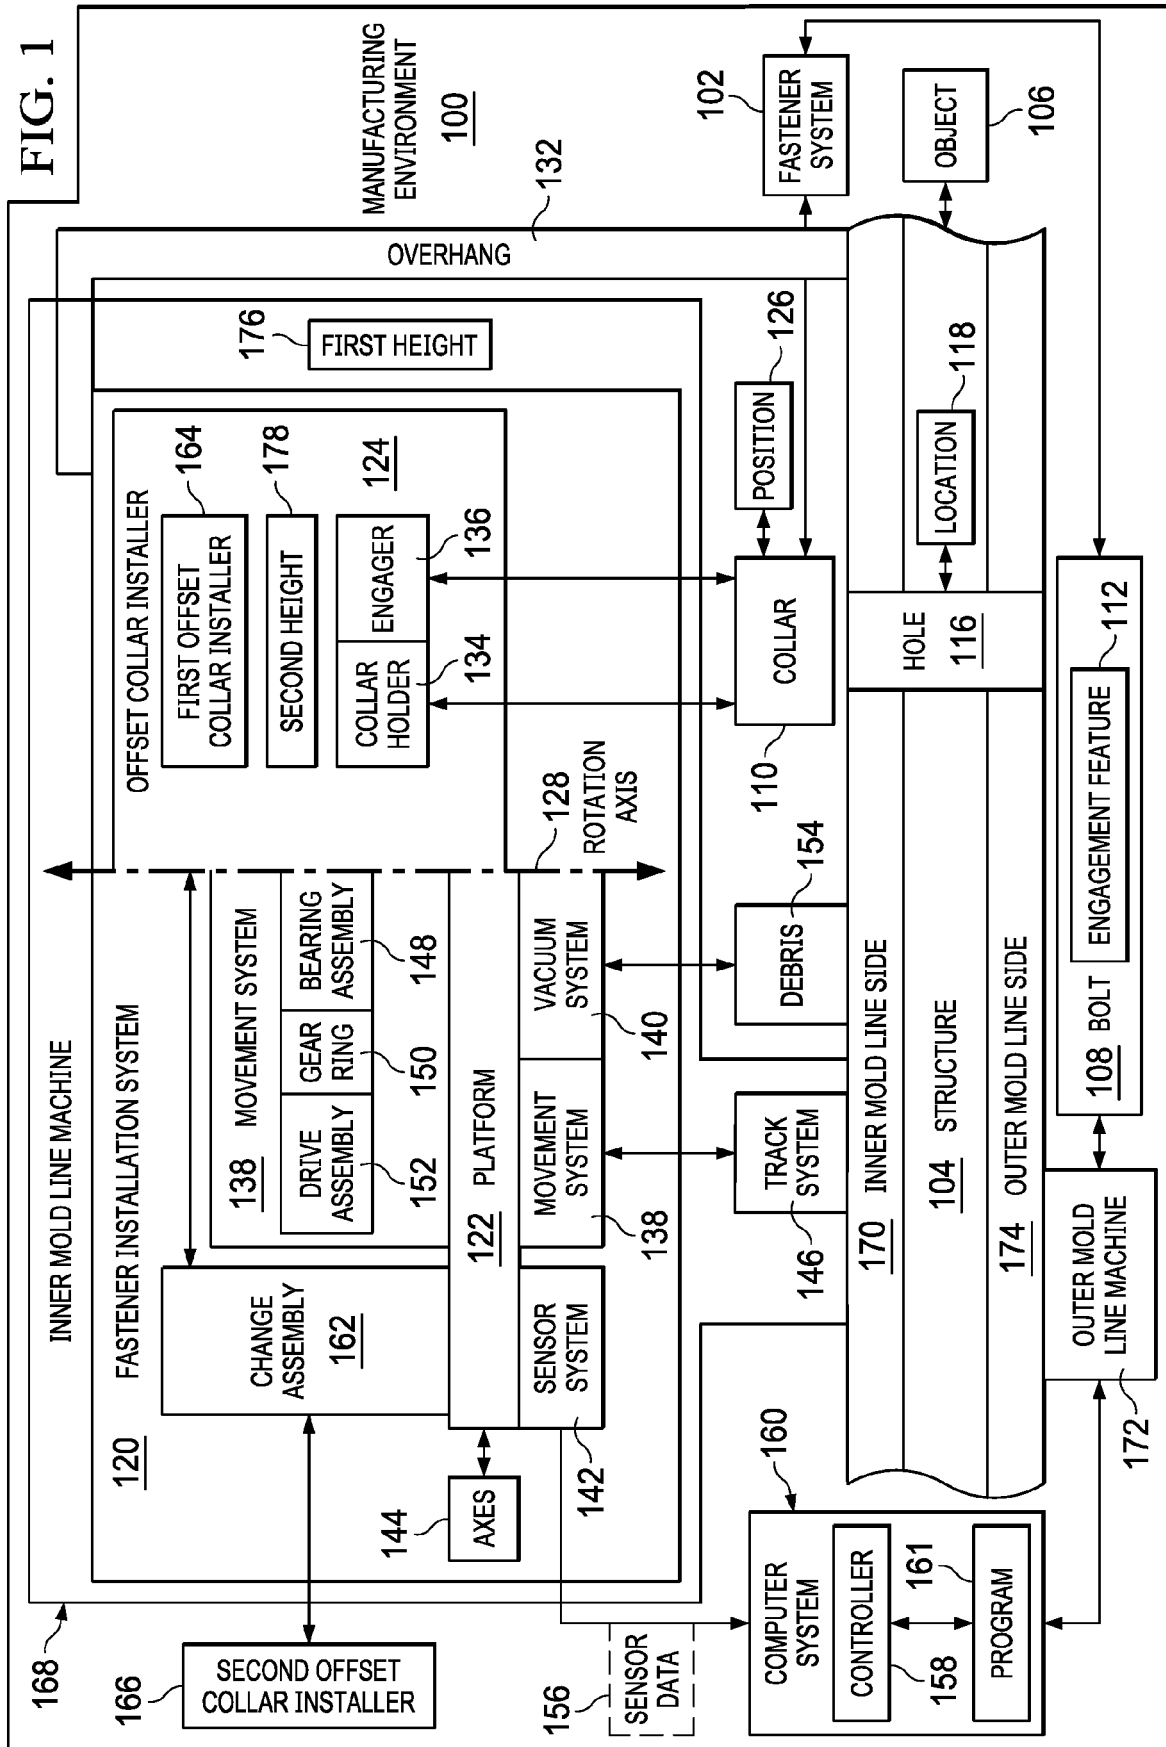 FIG. 1
MANUFACTURING
ENVIRONMENT
100
INNER MOLD LINE MACHINE
168
FASTENER INSTALLATION SYSTEM
120
OFFSET COLLAR INSTALLER
124
FIRST OFFSET
COLLAR INSTALLER
164
SECOND HEIGHT
178
COLLAR
HOLDER
134
ENGAGER
136
FIRST HEIGHT
176
OVERHANG
132
SECOND OFFSET
COLLAR INSTALLER
166
CHANGE
ASSEMBLY
162
MOVEMENT SYSTEM
138
DRIVE
ASSEMBLY
152
GEAR
RING
150
BEARING
ASSEMBLY
148
AXES
144
PLATFORM
122
SENSOR
SYSTEM
142
MOVEMENT
SYSTEM
138
VACUUM
SYSTEM
140
128
ROTATION
AXIS
SENSOR
DATA
156
COMPUTER
SYSTEM
160
CONTROLLER
158
PROGRAM
161
TRACK
SYSTEM
146
DEBRIS
154
COLLAR
110
POSITION
126
FASTENER
SYSTEM
102
OBJECT
106
INNER MOLD LINE SIDE
170
STRUCTURE
104
OUTER MOLD LINE SIDE
174
HOLE
116
LOCATION
118
OUTER MOLD
LINE MACHINE
172
BOLT
108
ENGAGEMENT FEATURE
112